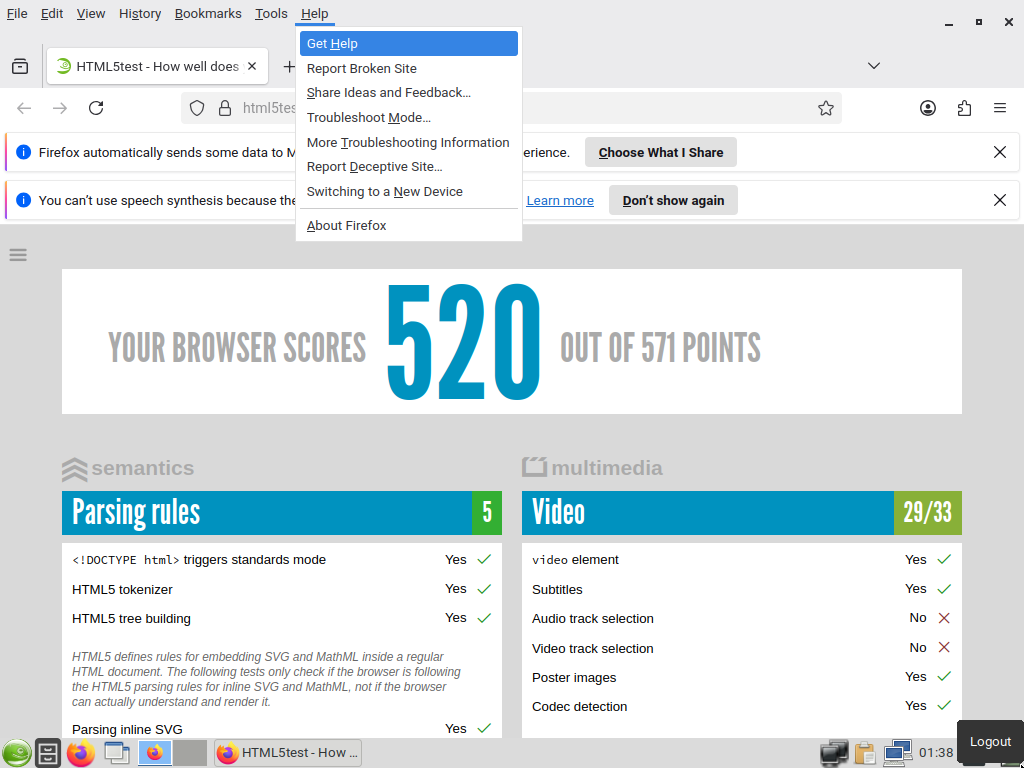 File Edit View History Bookmarks Tools Help
HTML5test - How well does
html5tes
Get Help
Report Broken Site
Share Ideas and Feedback…
Troubleshoot Mode…
More Troubleshooting Information
Report Deceptive Site…
Switching to a New Device
About Firefox
Firefox automatically sends some data to M
erience.
Choose What I Share
You can't use speech synthesis because the
Learn more
Don't show again
YOUR BROWSER SCORES 520 OUT OF 571 POINTS
semantics
Parsing rules 5
<!DOCTYPE html> triggers standards mode Yes
HTML5 tokenizer Yes
HTML5 tree building Yes
HTML5 defines rules for embedding SVG and MathML inside a regular
HTML document. The following tests only check if the browser is following
the HTML5 parsing rules for inline SVG and MathML, not if the browser
can actually understand and render it.
Parsing inline SVG Yes
multimedia
Video 29/33
video element Yes
Subtitles Yes
Audio track selection No
Video track selection No
Poster images Yes
Codec detection Yes
HTML5test - How ...
01:38
Logout